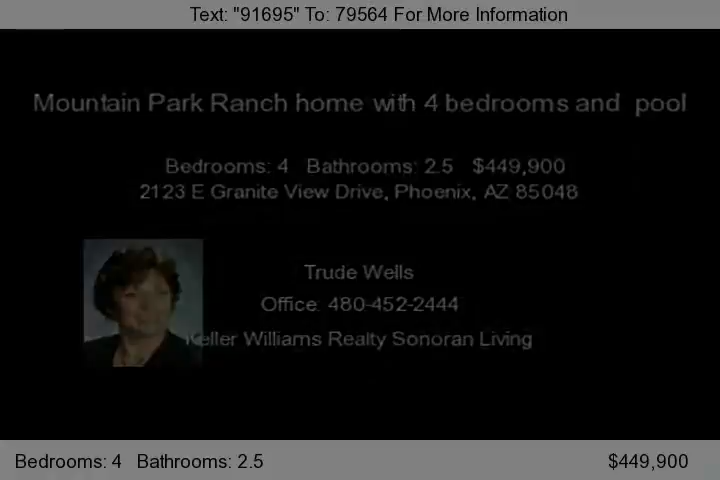 Text: "91695" To: 79564 For More Information
Mountain Park Ranch home with 4 bedrooms and pool
Bedrooms: 4 Bathrooms: 2.5 $449,900
2123 E Granite View Drive, Phoenix, AZ 85048
Trude Wells
Office: 480-452-2444
Keller Williams Realty Sonoran Living
Bedrooms: 4 Bathrooms: 2.5 $449,900